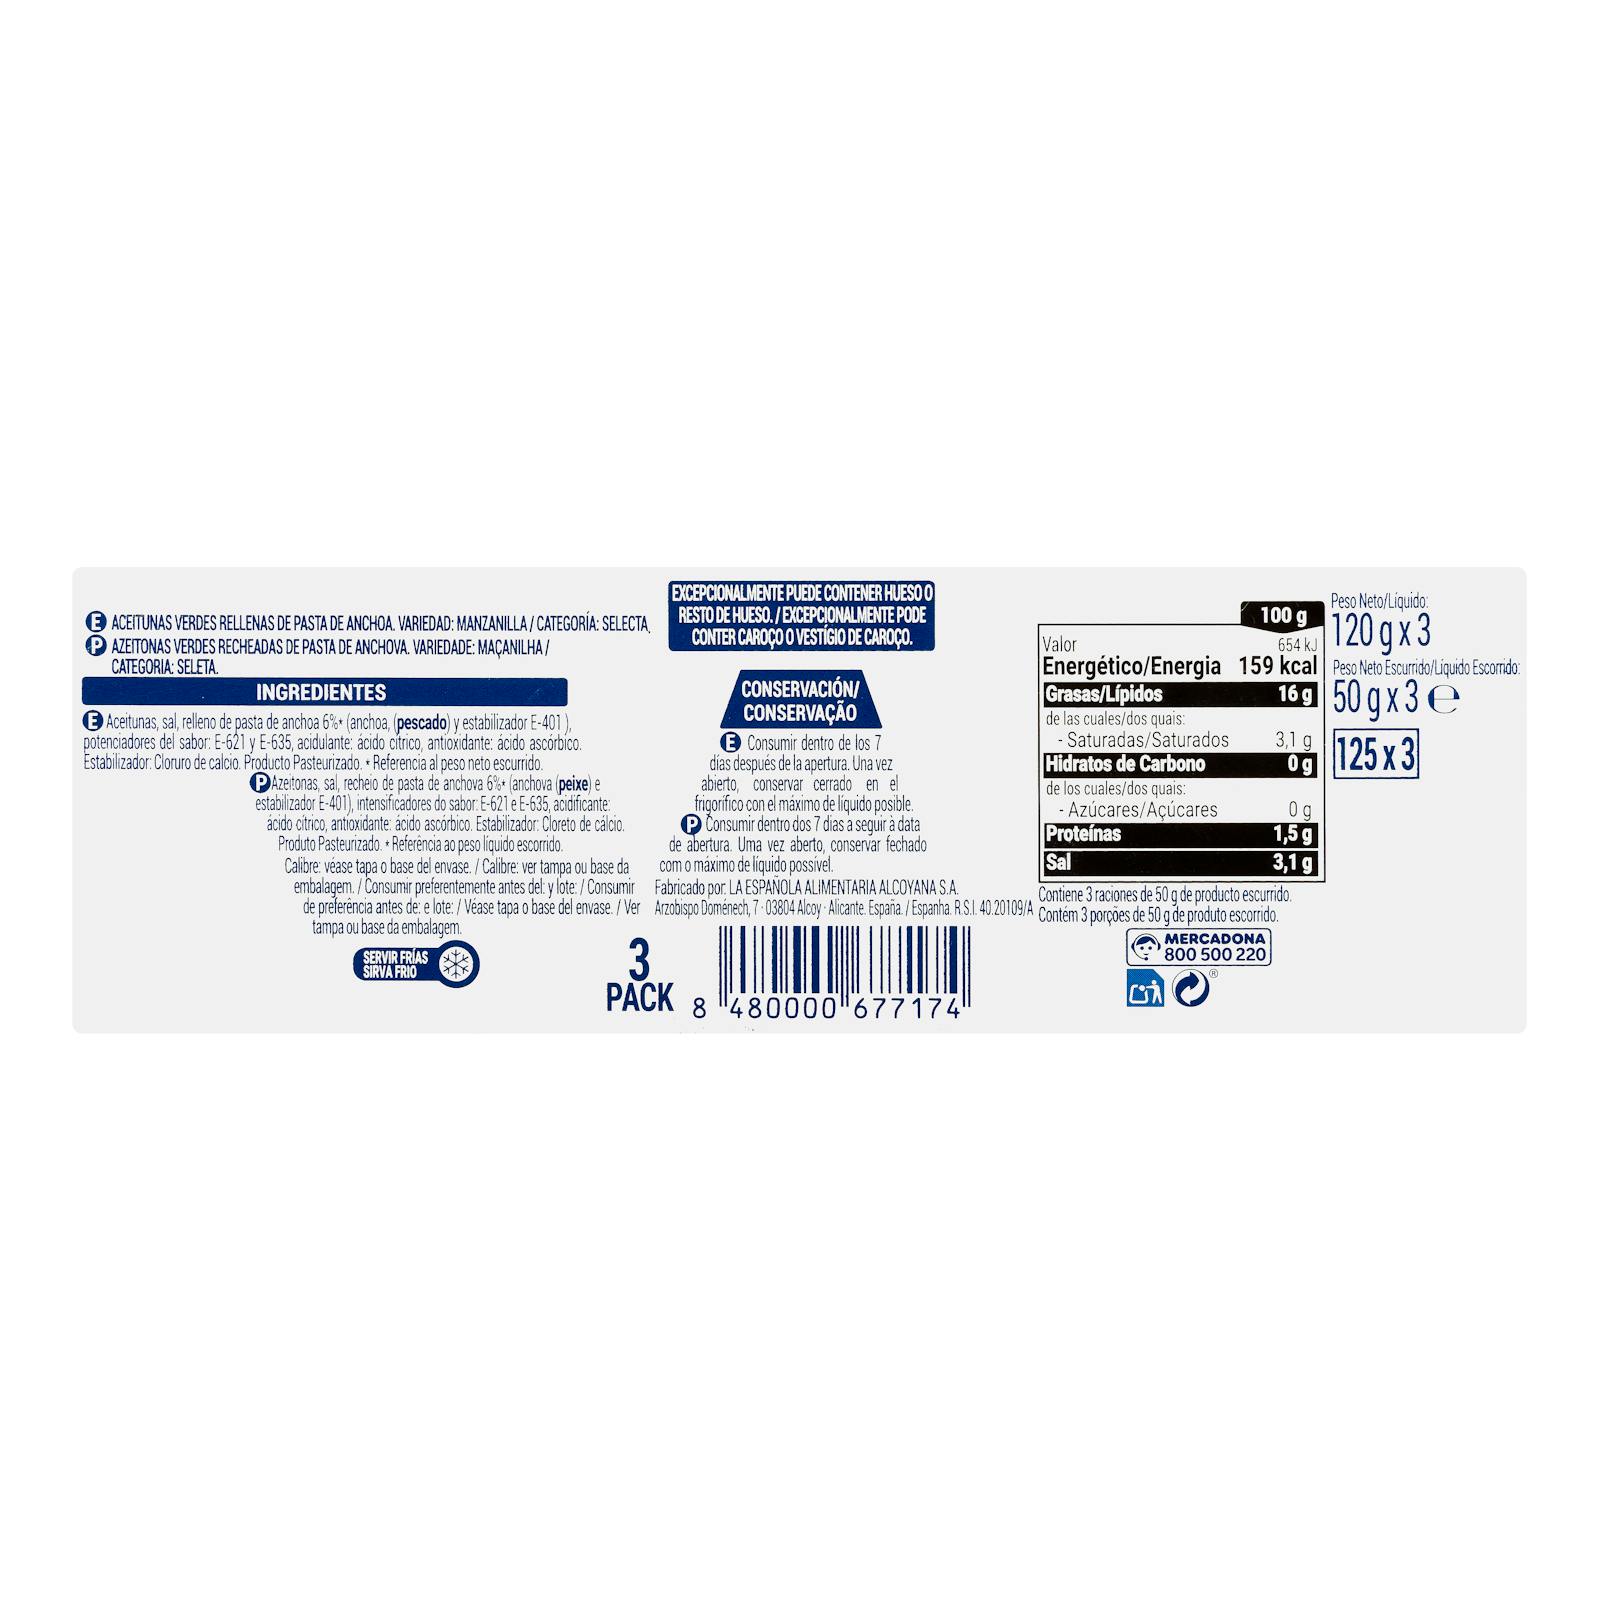 E ACEITUNAS VERDES RELLENAS DE PASTA DE ANCHOA. VARIEDAD: MANZANILLA / CATEGORÍA: SELECTA.
P AZEITONAS VERDES RECHEADAS DE PASTA DE ANCHOVA. VARIEDADE: MAÇANILHA /
CATEGORIA: SELETA.
INGREDIENTES
E Aceitunas, sal, relleno de pasta de anchoa 6%* (anchoa, (pescado) y estabilizador E-401 ),
potenciadores del sabor: E-621 y E-635, acidulante: ácido cítrico, antioxidante: ácido ascórbico.
Estabilizador: Cloruro de calcio. Producto Pasteurizado. * Referencia al peso neto escurrido.
P Azeitonas, sal, recheio de pasta de anchova 6%* (anchova (peixe) e
estabilizador E-401), intensificadores do sabor: E-621 e E-635, acidificante:
ácido cítrico, antioxidante: ácido ascórbico. Estabilizador: Cloreto de cálcio.
Produto Pasteurizado. * Referência ao peso líquido escorrido.
Calibre: véase tapa o base del envase. / Calibre: ver tampa ou base da
embalagem. / Consumir preferentemente antes del: y lote: / Consumir
de preferência antes de: e lote: / Véase tapa o base del envase. / Ver
tampa ou base da embalagem.
SERVIR FRÍAS
SIRVA FRIO
3
PACK
EXCEPCIONALMENTE PUEDE CONTENER HUESO O
RESTO DE HUESO. / EXCEPCIONALMENTE PODE
CONTER CAROÇO O VESTÍGIO DE CAROÇO.
CONSERVACIÓN/
CONSERVAÇÃO
E Consumir dentro de los 7
días después de la apertura. Una vez
abierto, conservar cerrado en el
frigorífico con el máximo de líquido posible.
P Consumir dentro dos 7 dias a seguir à data
de abertura. Uma vez aberto, conservar fechado
com o máximo de líquido possível.
Fabricado por: LA ESPAÑOLA ALIMENTARIA ALCOYANA S.A.
Arzobispo Doménech, 7 · 03804 Alcoy · Alicante. España. / Espanha. R.S.I. 40.20109/A
8 480000 677174
100 g
Valor 654 kJ
Energético/Energia 159 kcal
Grasas/Lípidos 16 g
de las cuales/dos quais:
- Saturadas/Saturados 3,1 g
Hidratos de Carbono 0 g
de los cuales/dos quais:
- Azúcares/Açúcares 0 g
Proteínas 1,5 g
Sal 3,1 g
Contiene 3 raciones de 50 g de producto escurrido.
Contém 3 porções de 50 g de produto escorrido.
MERCADONA
800 500 220
®
Peso Neto/Líquido:
120 g x 3
Peso Neto Escurrido/Líquido Escorrido:
50 g x 3 ℮
125 x 3